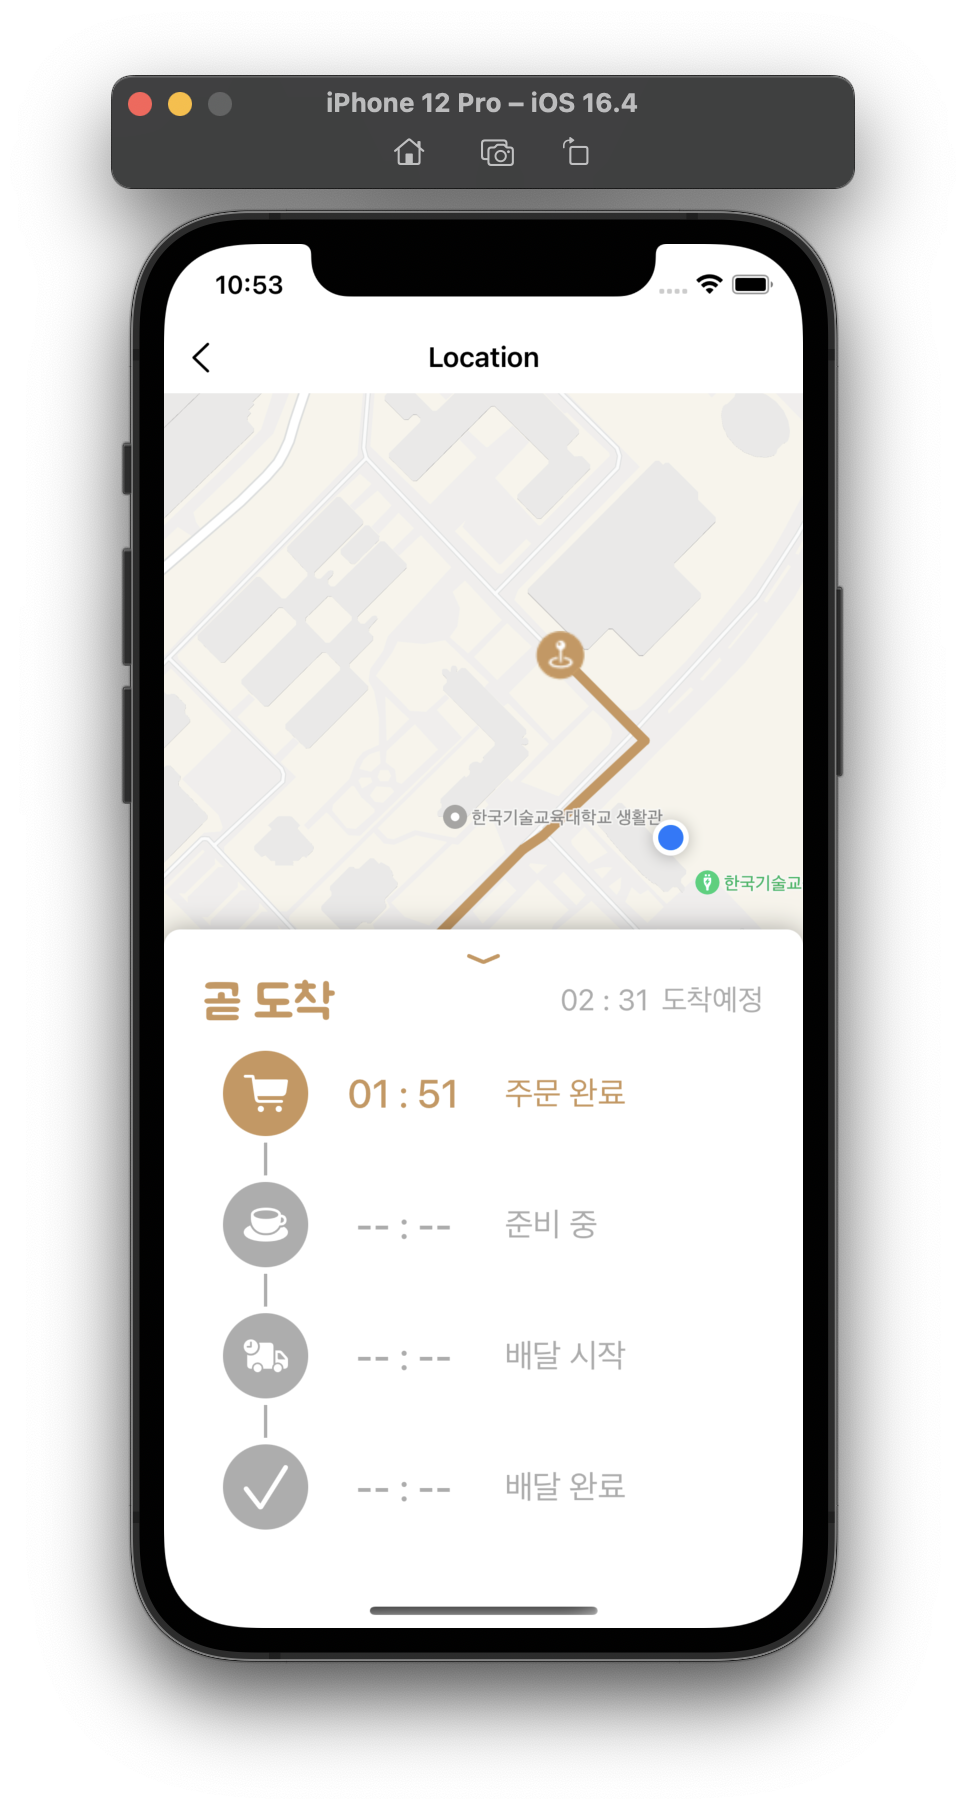 iPhone 12 Pro – iOS 16.4
10:53
Location
한국기술교육대학교 생활관
한국기술교
곧 도착
02 : 31 도착예정
01 : 51 주문 완료
-- : -- 준비 중
-- : -- 배달 시작
-- : -- 배달 완료